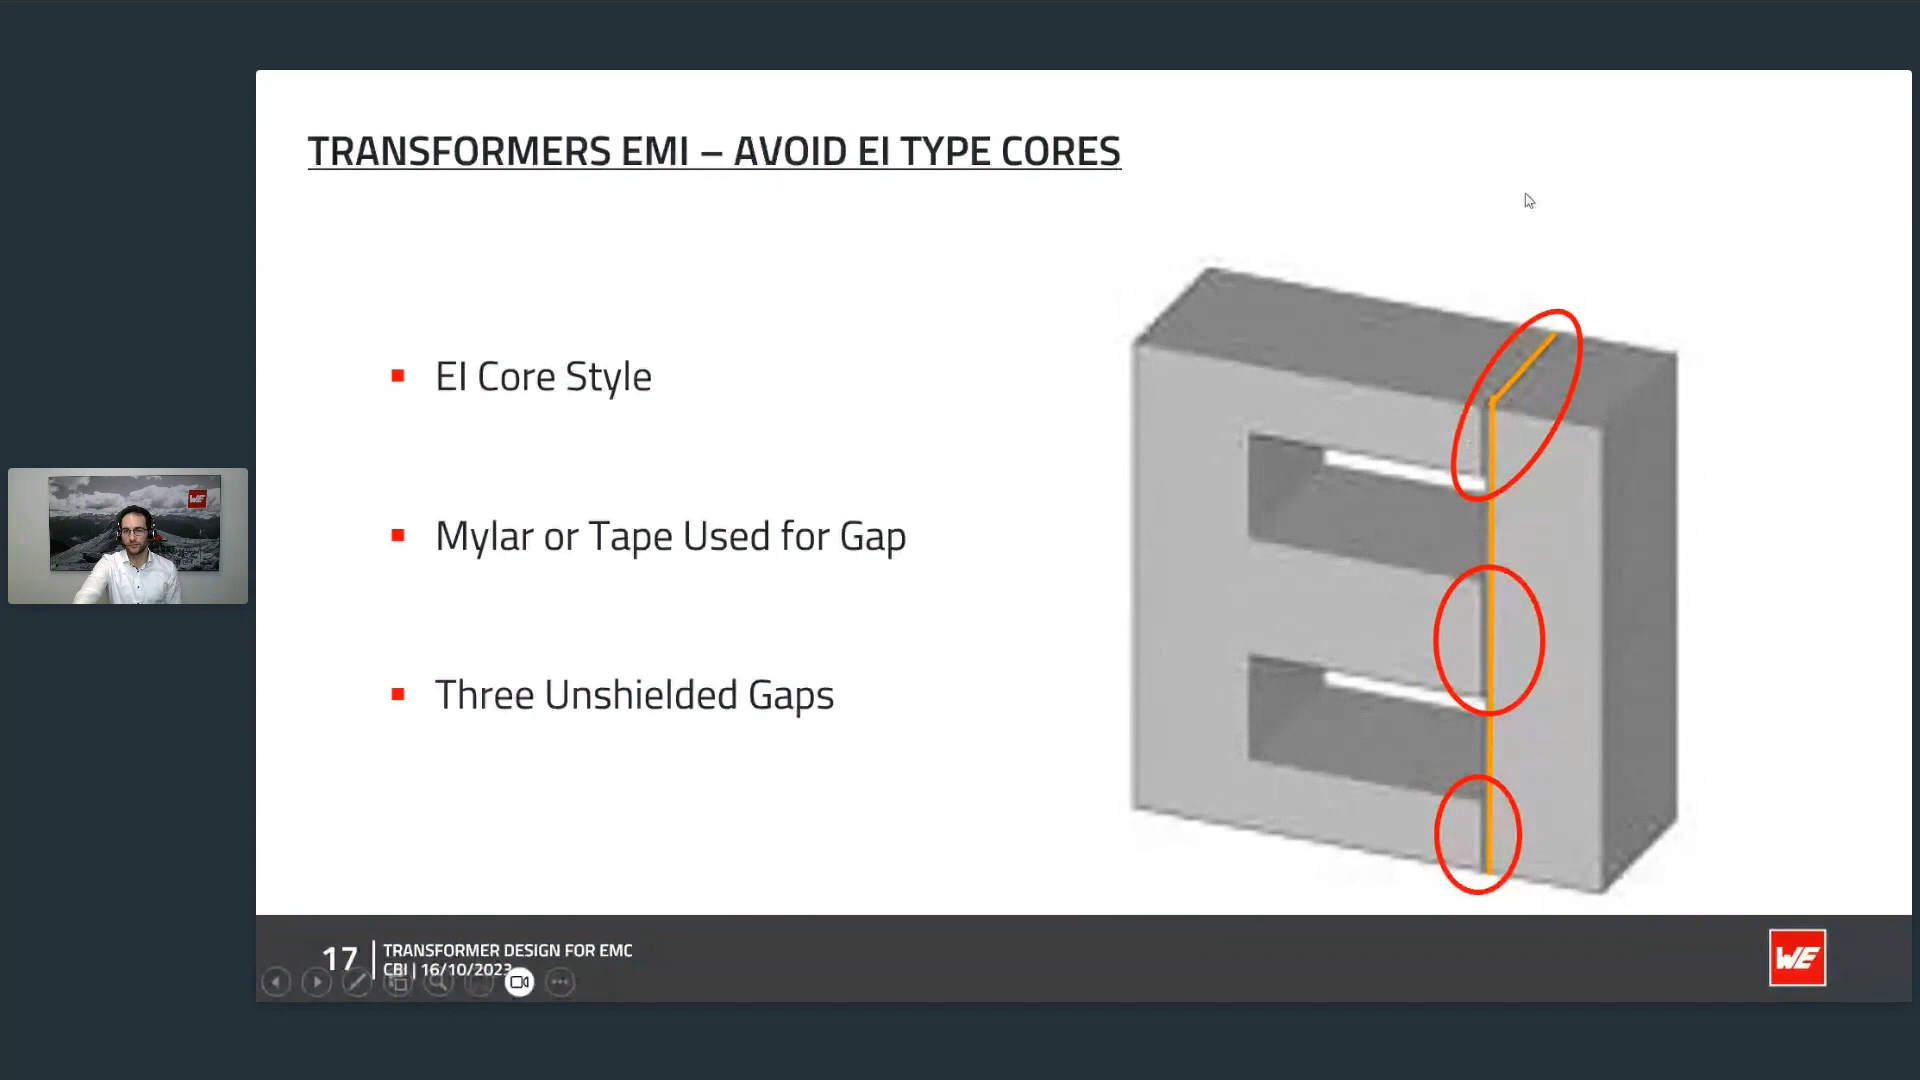 TRANSFORMERS EMI – AVOID EI TYPE CORES
EI Core Style
Mylar or Tape Used for Gap
Three Unshielded Gaps
17
TRANSFORMER DESIGN FOR EMC
CBI | 16/10/2023
WE
WE